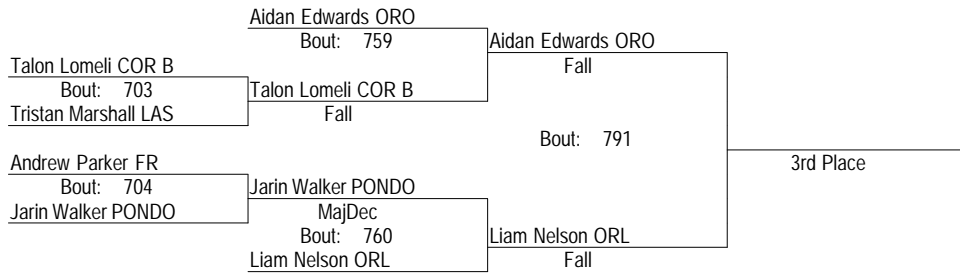 Aidan Edwards ORO
Bout: 759
Aidan Edwards ORO
Fall
Talon Lomeli COR B
Bout: 703
Talon Lomeli COR B
Tristan Marshall LAS
Fall
Bout: 791
Andrew Parker FR
3rd Place
Bout: 704
Jarin Walker PONDO
Jarin Walker PONDO
MajDec
Bout: 760
Liam Nelson ORL
Liam Nelson ORL
Fall